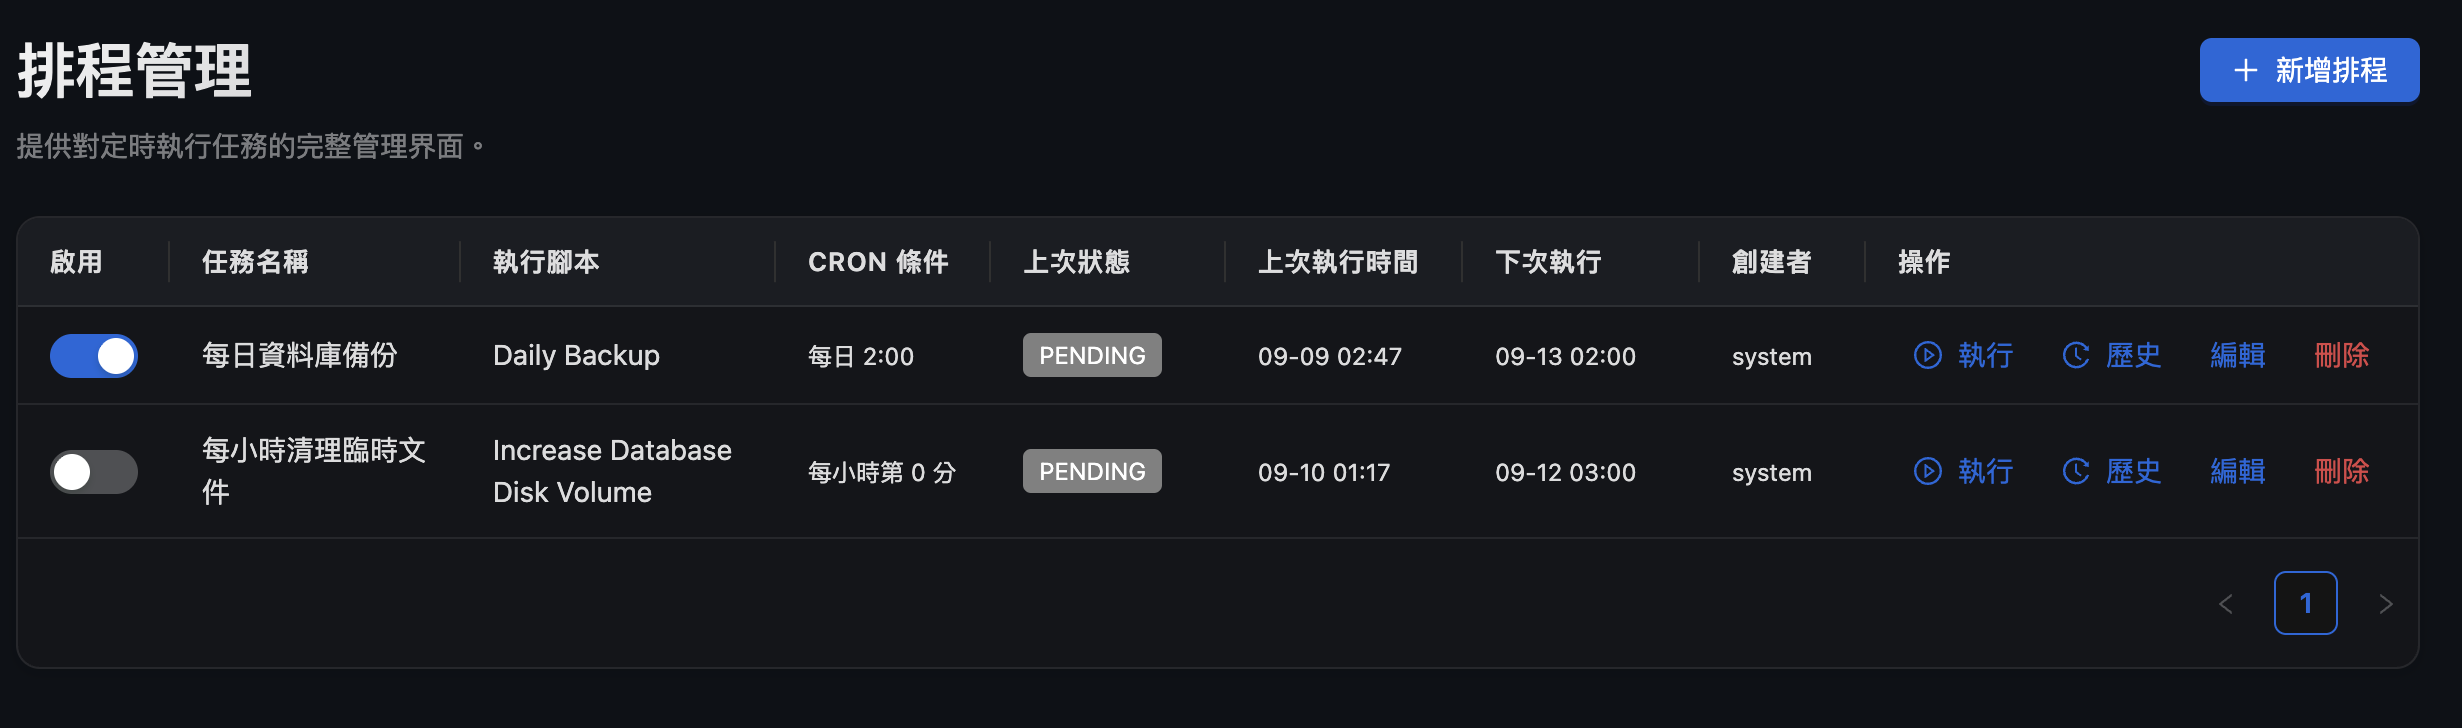 排程管理
新增排程
提供對定時執行任務的完整管理界面。
啟用 任務名稱 執行腳本 CRON 條件 上次狀態 上次執行時間 下次執行 創建者 操作
每日資料庫備份 Daily Backup 每日 2:00 PENDING 09-09 02:47 09-13 02:00 system 執行 歷史 編輯 刪除
每小時清理臨時文
件
Increase Database
Disk Volume
每小時第 0 分 PENDING 09-10 01:17 09-12 03:00 system 執行 歷史 編輯 刪除
1